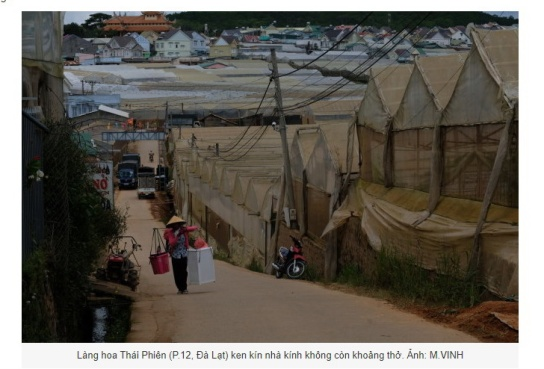 Làng hoa Thái Phiên (P.12, Đà Lạt) ken kín nhà kính không còn khoảng thở. Ảnh: M.VINH